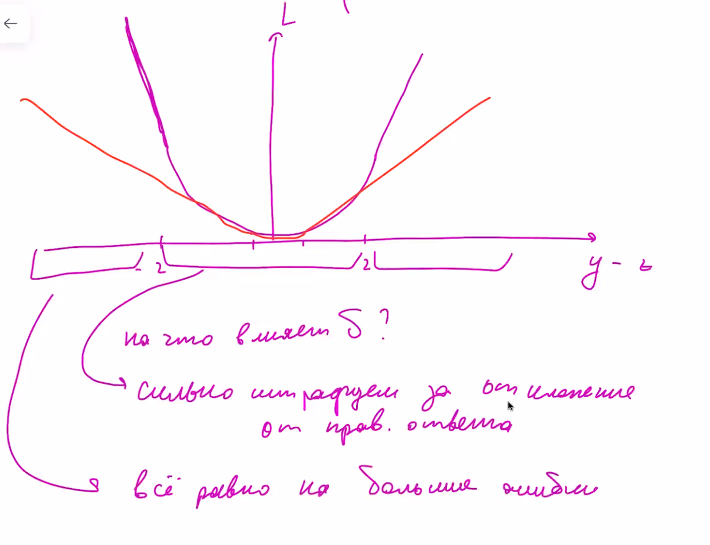 L
- 2
2
y - z
на что влияет δ ?
сильно штрафуем за отклонение
от прав. ответа
всё равно на большие ошибки